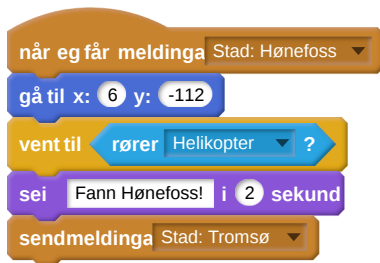 når eg får meldinga Stad: Hønefoss
gå til x: 6 y: -112
vent til rører Helikopter ?
sei Fann Hønefoss! i 2 sekund
sendmeldinga Stad: Tromsø